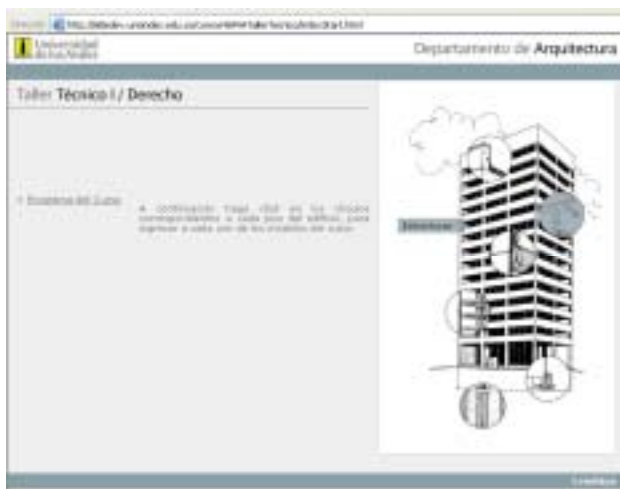 Universidad
de los Andes
Departamento de Arquitectura
Taller Técnico I / Derecho
Programa del Curso
A continuación haga click en los círculos
correspondientes a cada piso del edificio, para
ingresar a cada uno de los módulos del curso.
Estructuras